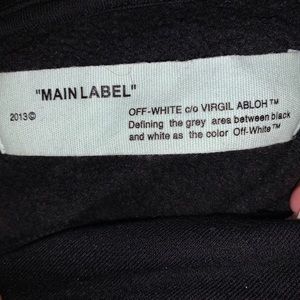 "MAIN LABEL"
2013©
OFF-WHITE c/o VIRGIL ABLOH™
Defining the grey area between black
and white as the color Off-White™